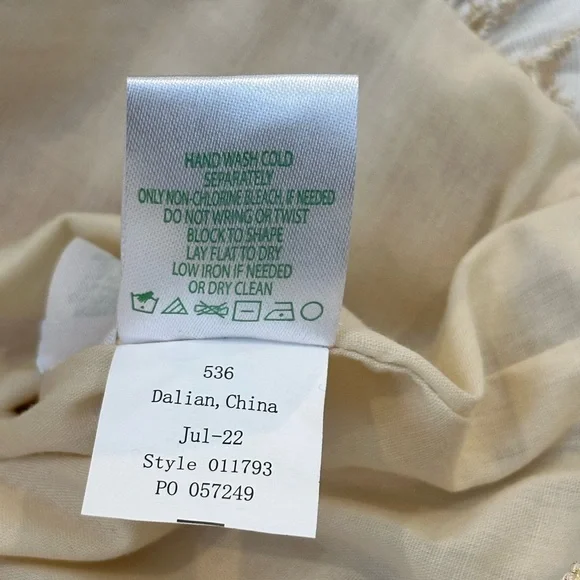 HAND WASH COLD
SEPARATELY
ONLY NON-CHLORINE BLEACH, IF NEEDED
DO NOT WRING OR TWIST
BLOCK TO SHAPE
LAY FLAT TO DRY
LOW IRON IF NEEDED
OR DRY CLEAN
536
Dalian, China
Jul-22
Style 011793
PO 057249